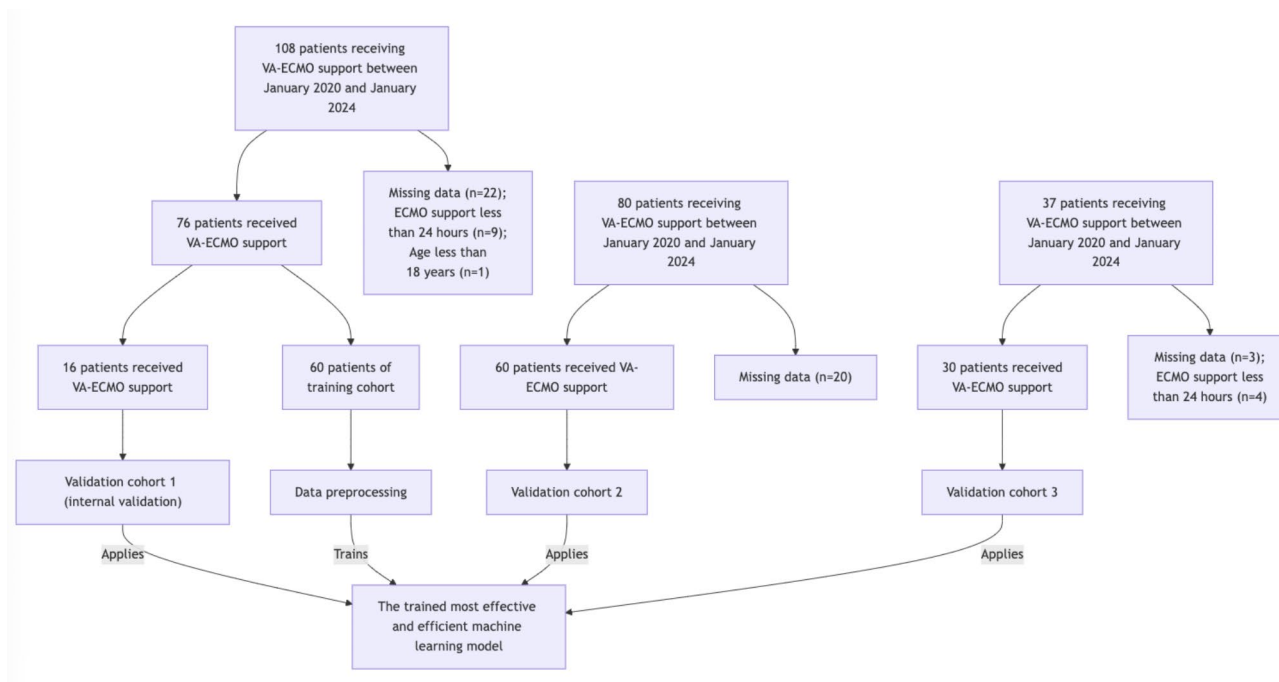 108 patients receiving
VA-ECMO support between
January 2020 and January
2024
Missing data (n=22);
ECMO support less
than 24 hours (n=9);
Age less than
18 years (n=1)
76 patients received
VA-ECMO support
80 patients receiving
VA-ECMO support between
January 2020 and January
2024
37 patients receiving
VA-ECMO support between
January 2020 and January
2024
16 patients received
VA-ECMO support
60 patients of
training cohort
60 patients received VA-
ECMO support
Missing data (n=20)
30 patients received
VA-ECMO support
Missing data (n=3);
ECMO support less
than 24 hours (n=4)
Validation cohort 1
(internal validation)
Data preprocessing
Validation cohort 2
Validation cohort 3
Applies
Trains
Applies
Applies
The trained most effective
and efficient machine
learning model